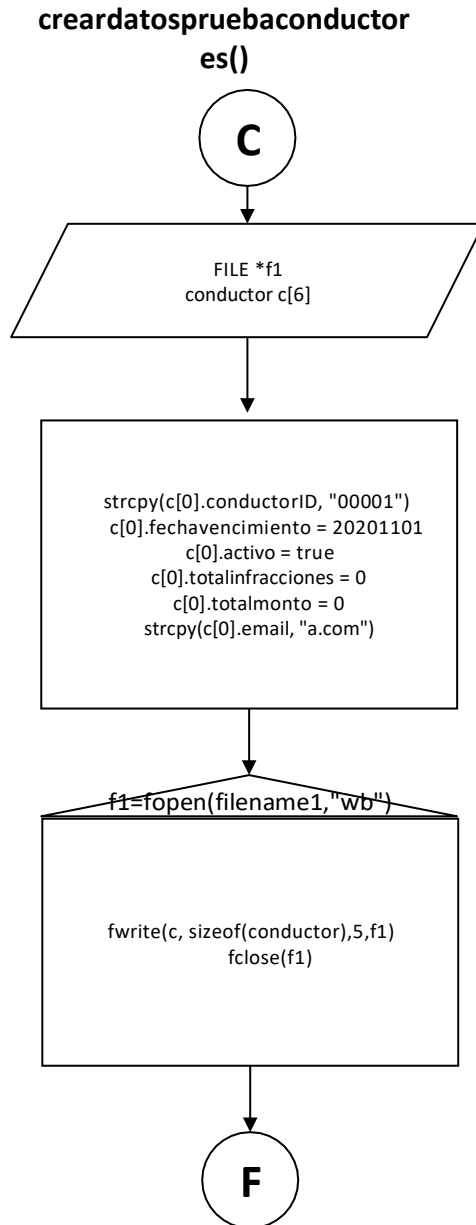 creardatospruebaconductor
es()
C
FILE *f1
conductor c[6]
strcpy(c[0].conductorID, "00001")
c[0].fechavencimiento = 20201101
c[0].activo = true
c[0].totalinfracciones = 0
c[0].totalmonto = 0
strcpy(c[0].email, "a.com")
f1=fopen(filename1,"wb")
fwrite(c, sizeof(conductor),5,f1)
fclose(f1)
F